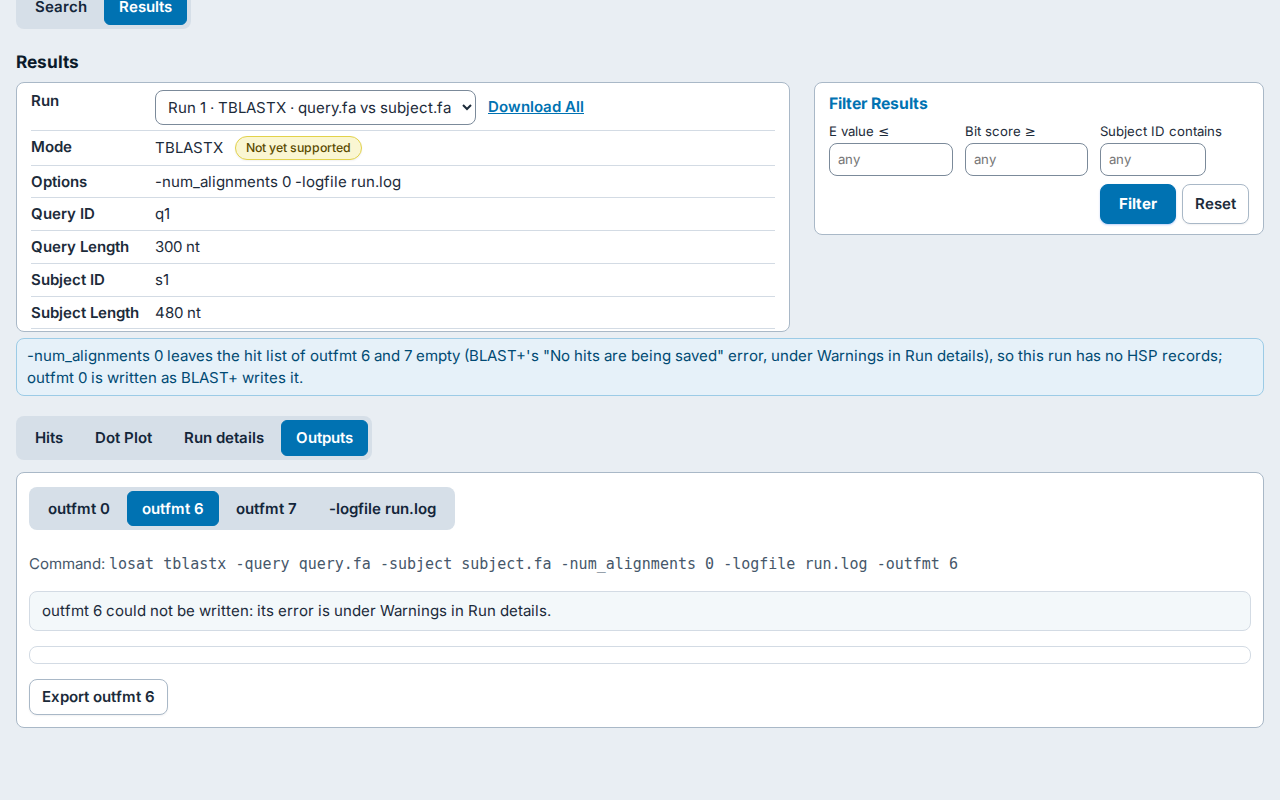 Search Results
Results
Run Run 1 · TBLASTX · query.fa vs subject.fa Download All
Mode TBLASTX Not yet supported
Options -num_alignments 0 -logfile run.log
Query ID q1
Query Length 300 nt
Subject ID s1
Subject Length 480 nt
Filter Results
E value ≤ Bit score ≥ Subject ID contains
any any any
Filter Reset
-num_alignments 0 leaves the hit list of outfmt 6 and 7 empty (BLAST+'s "No hits are being saved" error, under Warnings in Run details), so this run has no HSP records;
outfmt 0 is written as BLAST+ writes it.
Hits Dot Plot Run details Outputs
outfmt 0 outfmt 6 outfmt 7 -logfile run.log
Command: losat tblastx -query query.fa -subject subject.fa -num_alignments 0 -logfile run.log -outfmt 6
outfmt 6 could not be written: its error is under Warnings in Run details.
Export outfmt 6